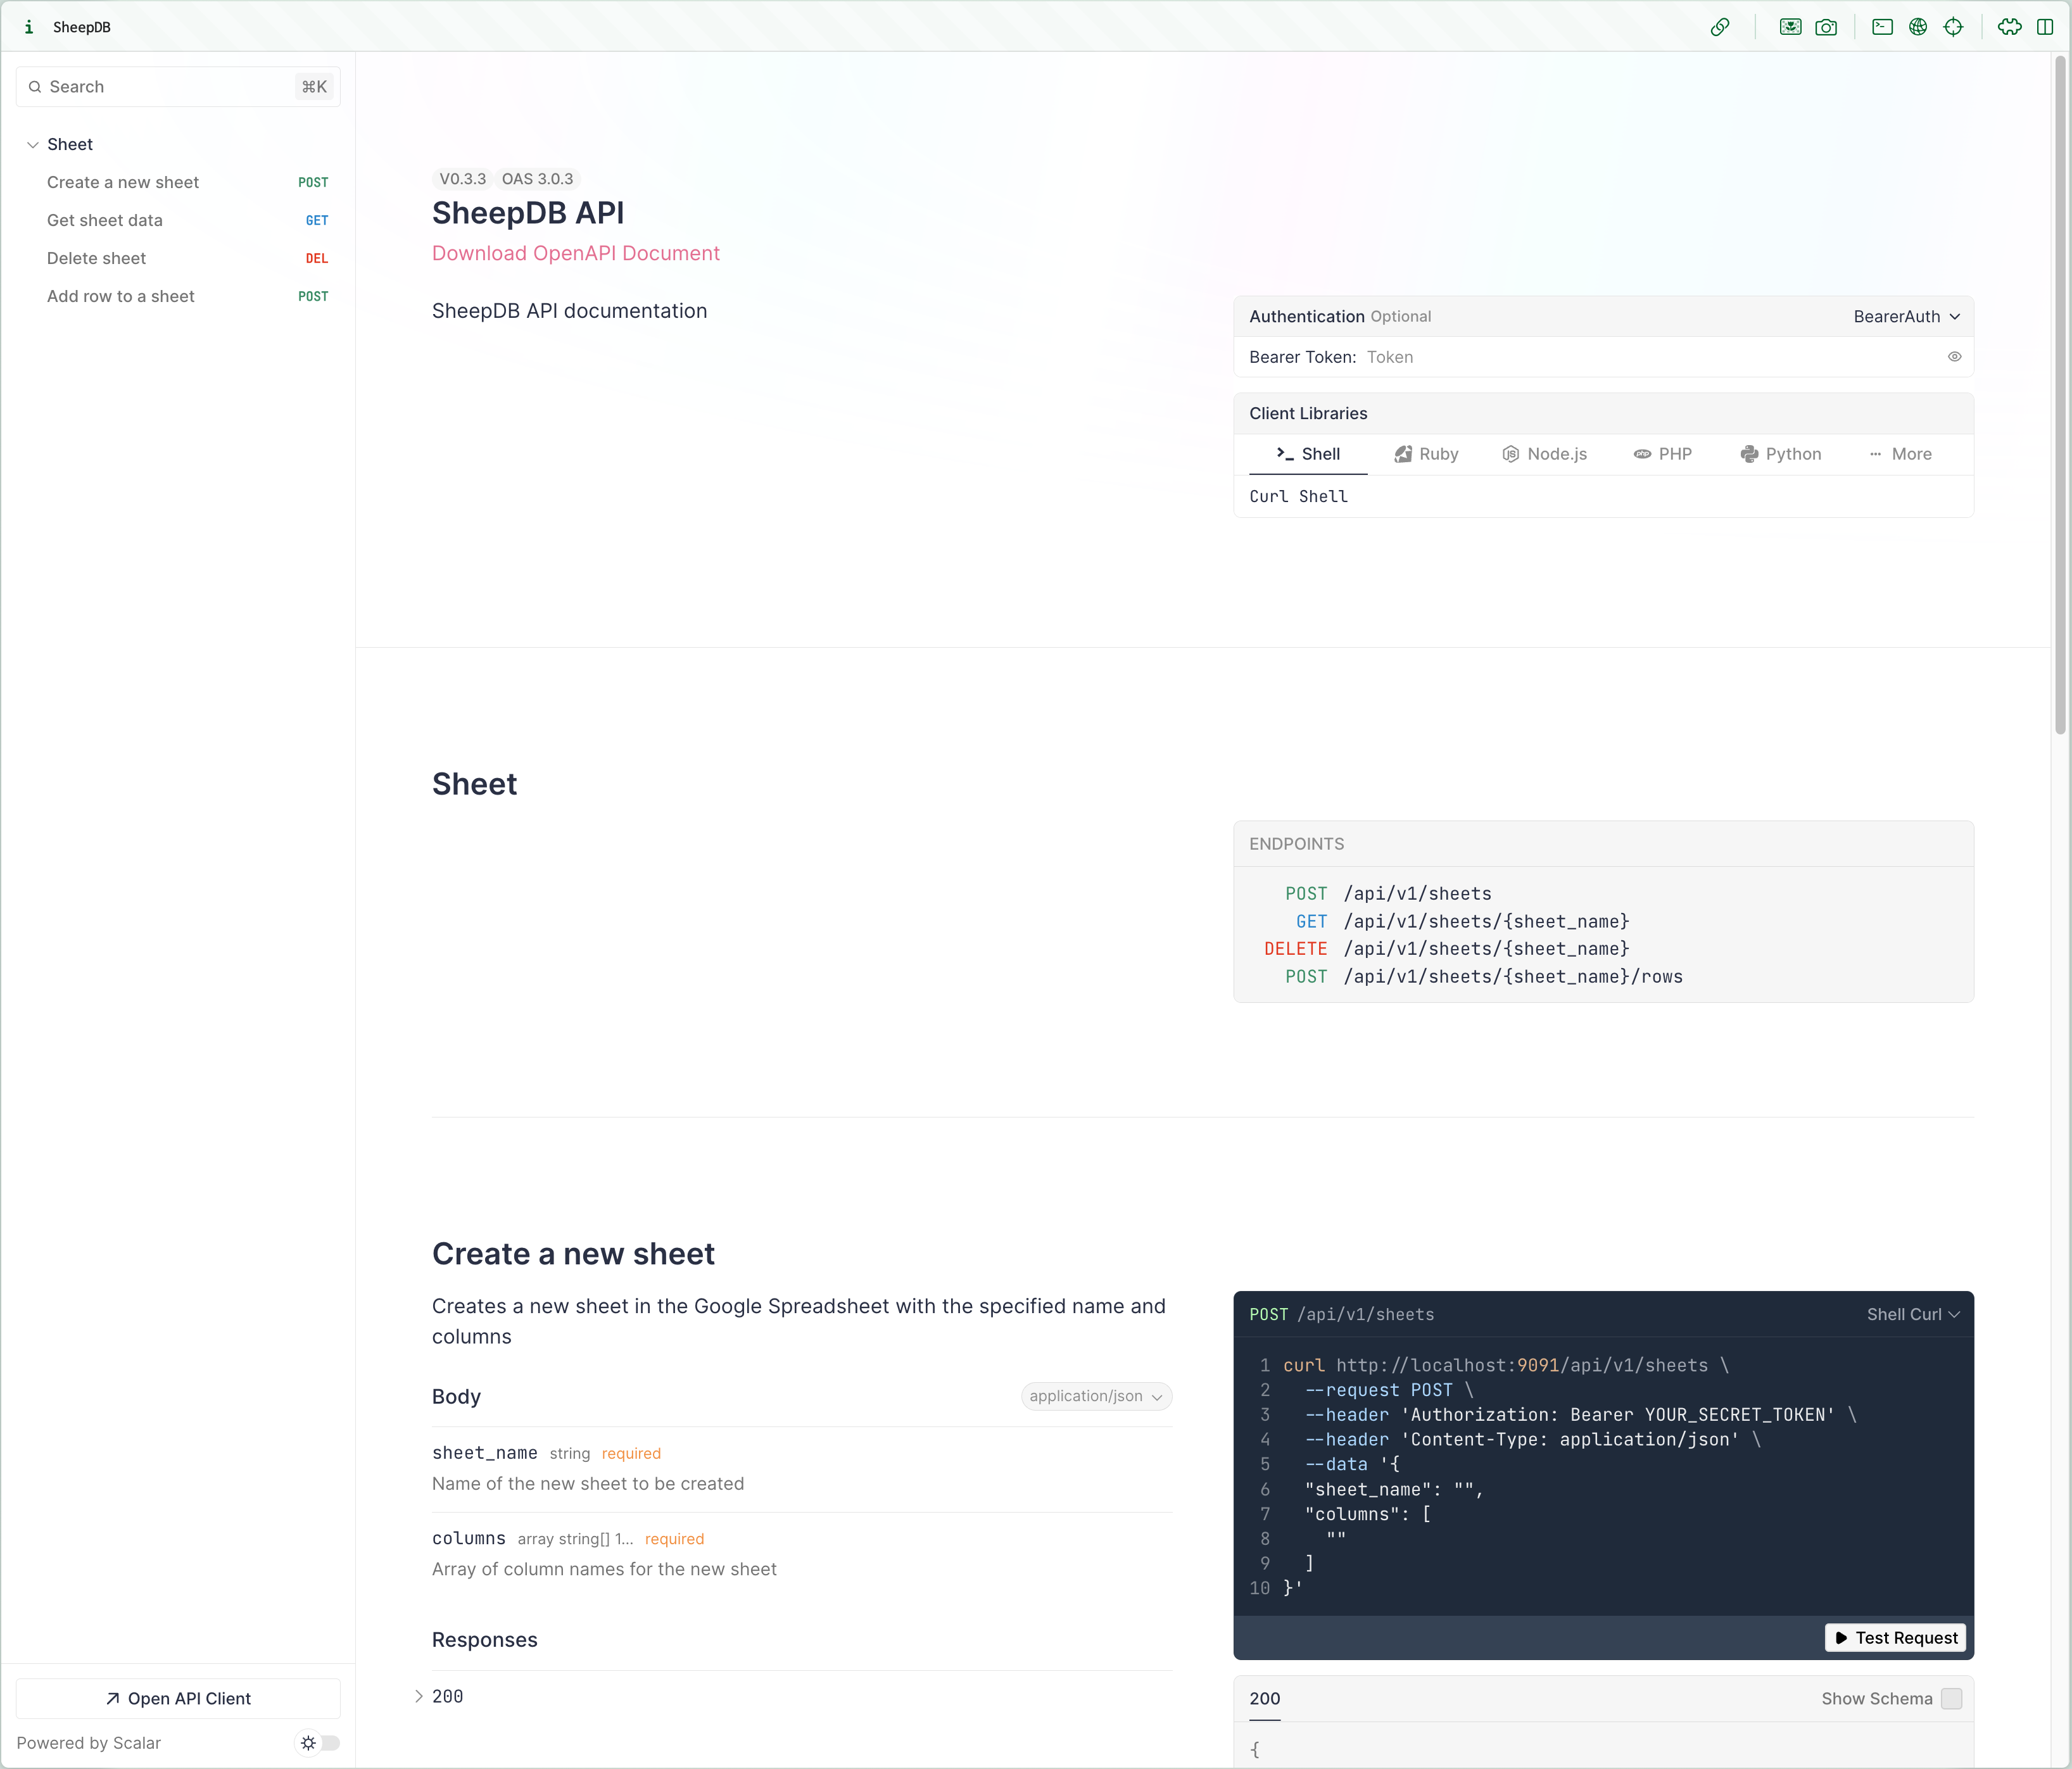 SheepDB
Search
⌘K
Sheet
Create a new sheet POST
Get sheet data GET
Delete sheet DEL
Add row to a sheet POST
Open API Client
Powered by Scalar
V0.3.3 OAS 3.0.3
SheepDB API
Download OpenAPI Document
SheepDB API documentation
Authentication Optional BearerAuth
Bearer Token: Token
Client Libraries
Shell Ruby Node.js PHP Python More
Curl Shell
Sheet
ENDPOINTS
POST /api/v1/sheets
GET /api/v1/sheets/{sheet_name}
DELETE /api/v1/sheets/{sheet_name}
POST /api/v1/sheets/{sheet_name}/rows
Create a new sheet
Creates a new sheet in the Google Spreadsheet with the specified name and
columns
Body application/json
sheet_name string required
Name of the new sheet to be created
columns array string[] 1... required
Array of column names for the new sheet
Responses
200
POST /api/v1/sheets Shell Curl
1 curl http://localhost:9091/api/v1/sheets \
2 --request POST \
3 --header 'Authorization: Bearer YOUR_SECRET_TOKEN' \
4 --header 'Content-Type: application/json' \
5 --data '{
6 "sheet_name": "",
7 "columns": [
8 ""
9 ]
10 }'
Test Request
200 Show Schema
{